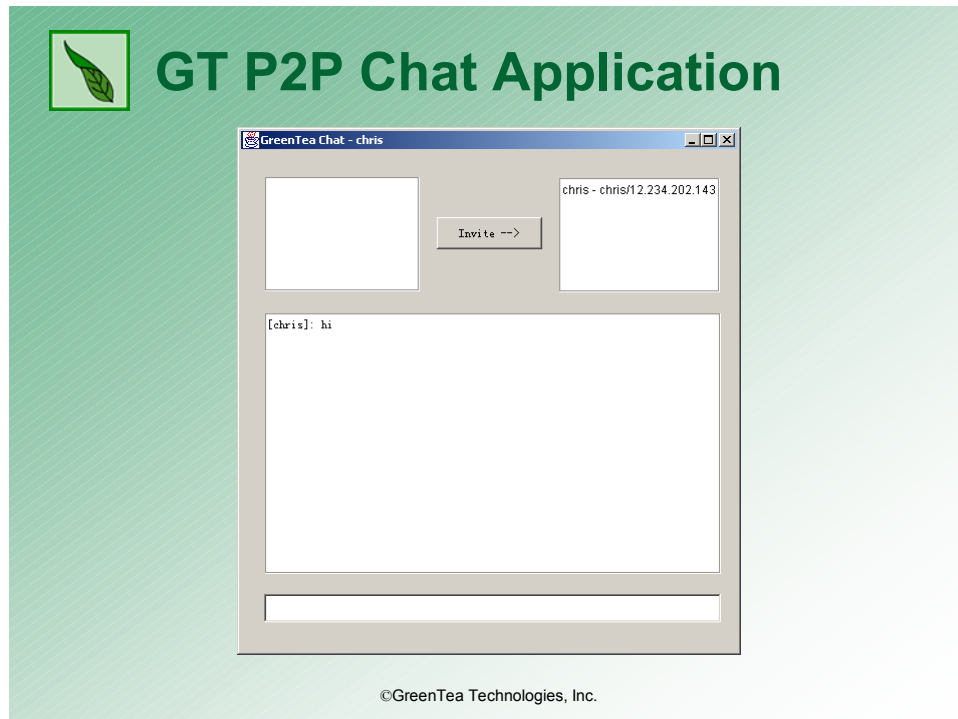 GT P2P Chat Application
GreenTea Chat - chris
chris - chris/12.234.202.143
Invite -->
[chris]: hi
©GreenTea Technologies, Inc.